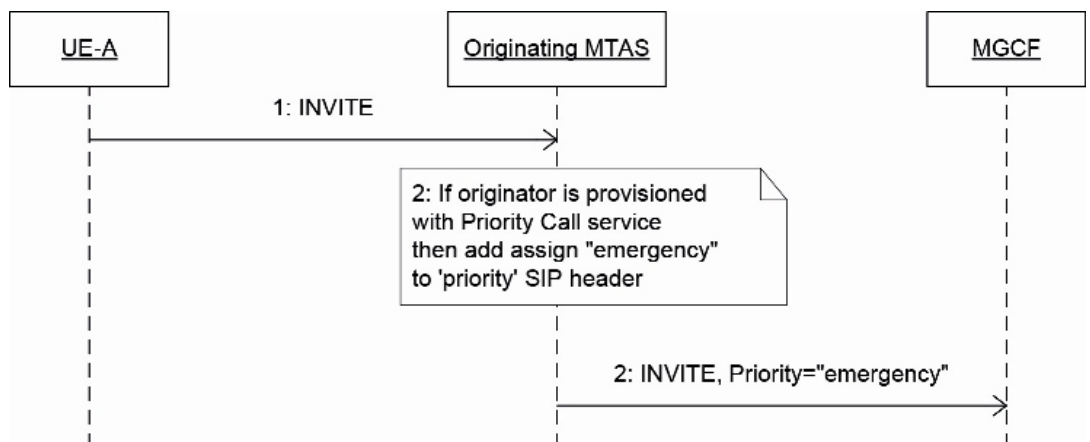 UE-A
Originating MTAS
MGCF
1: INVITE
2: If originator is provisioned
with Priority Call service
then add assign "emergency"
to 'priority' SIP header
2: INVITE, Priority="emergency"